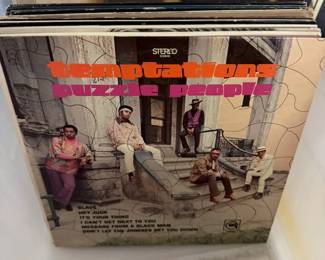 STEREO
temptations
puzzle people
SLAVE
HEY JUDE
IT'S YOUR THING
I CAN'T GET NEXT TO YOU
MESSAGE FROM A BLACK MAN
DON'T LET THE JONESES GET YOU DOWN